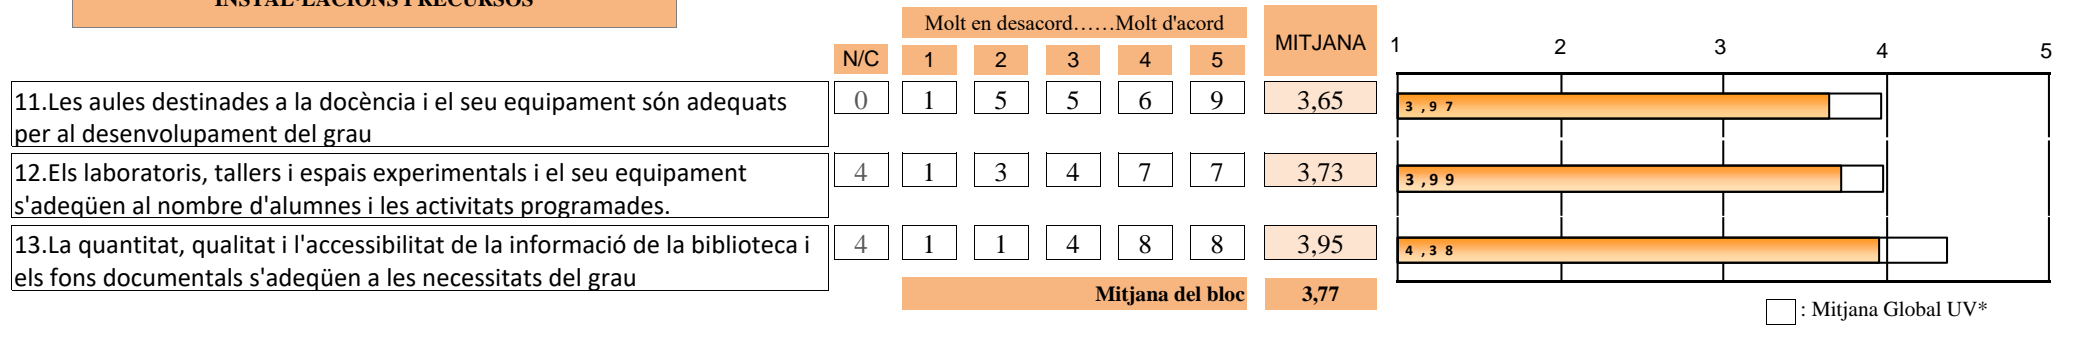 INSTAL·LACIONS I RECURSOS
Molt en desacord……Molt d'acord
MITJANA
N/C 1 2 3 4 5
1 2 3 4 5
11.Les aules destinades a la docència i el seu equipament són adequats
per al desenvolupament del grau
0 1 5 5 6 9 3,65
3,97
12.Els laboratoris, tallers i espais experimentals i el seu equipament
s'adeqüen al nombre d'alumnes i les activitats programades.
4 1 3 4 7 7 3,73
3,99
13.La quantitat, qualitat i l'accessibilitat de la informació de la biblioteca i
els fons documentals s'adeqüen a les necessitats del grau
4 1 1 4 8 8 3,95
4,38
Mitjana del bloc 3,77
: Mitjana Global UV*